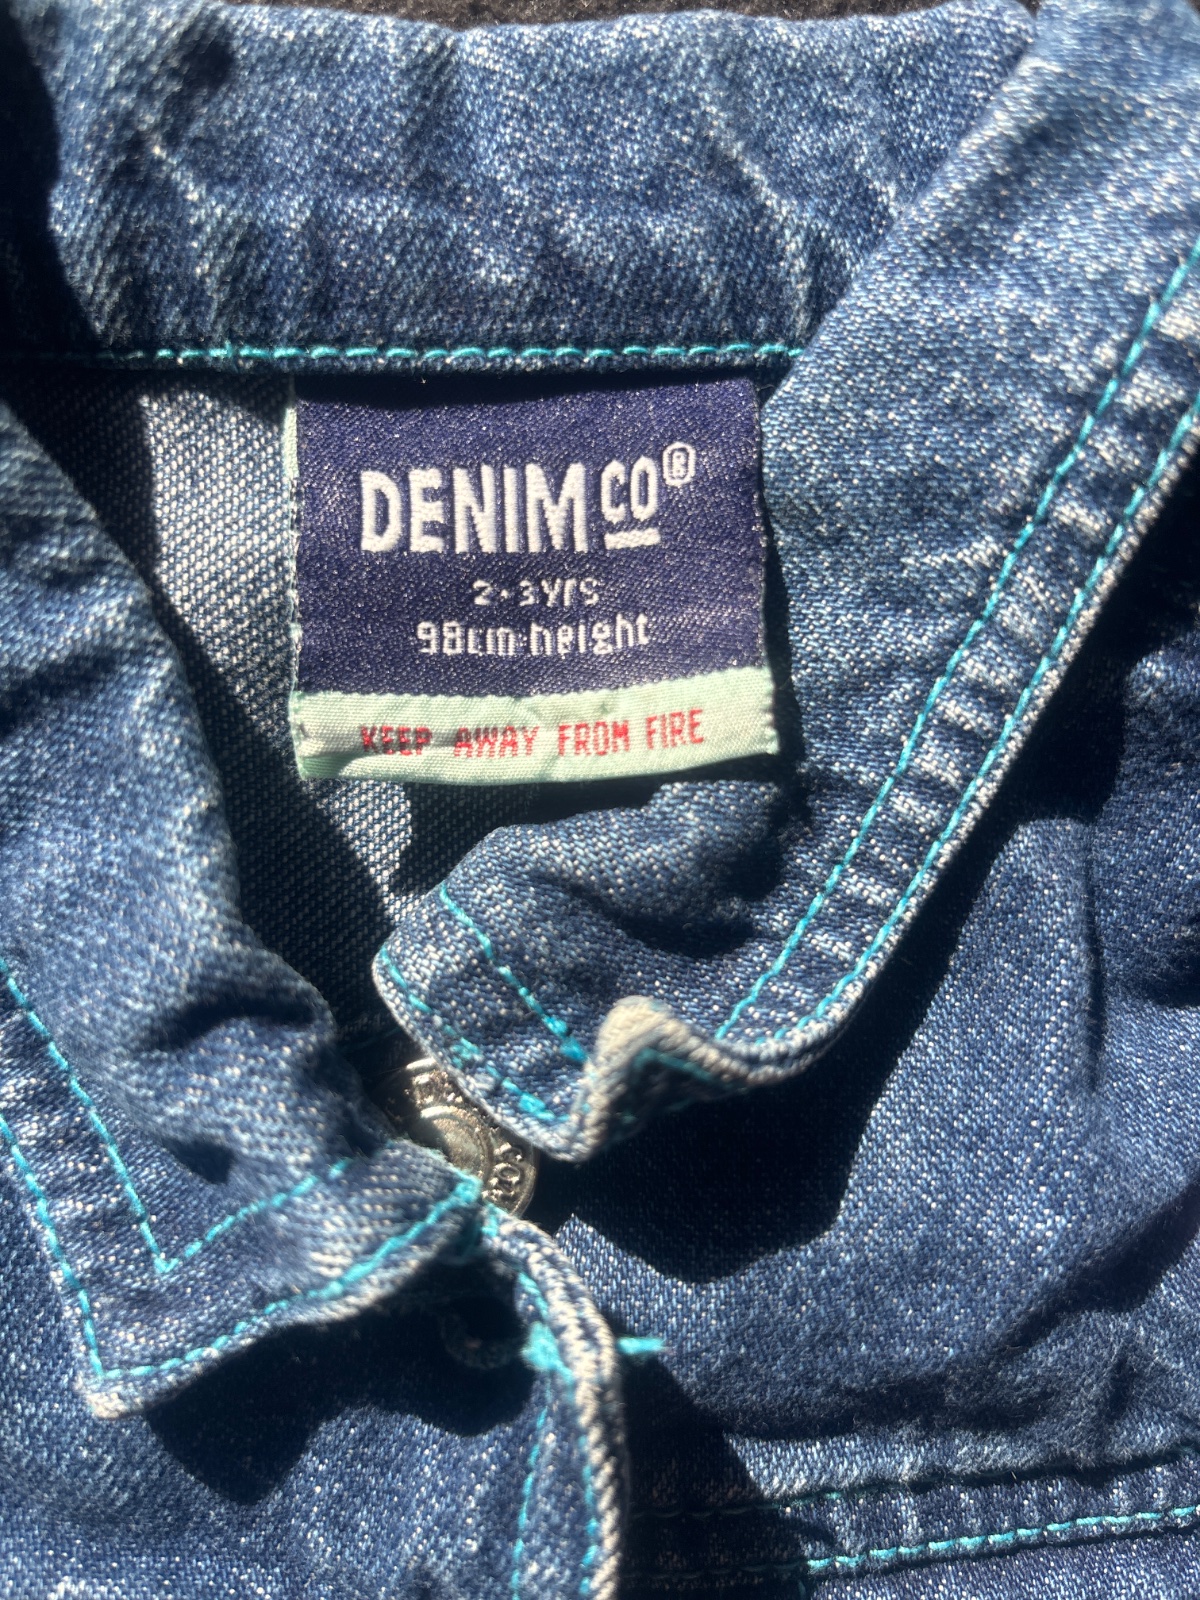 DENIM CO®
2-3yrs
98cm height
KEEP AWAY FROM FIRE